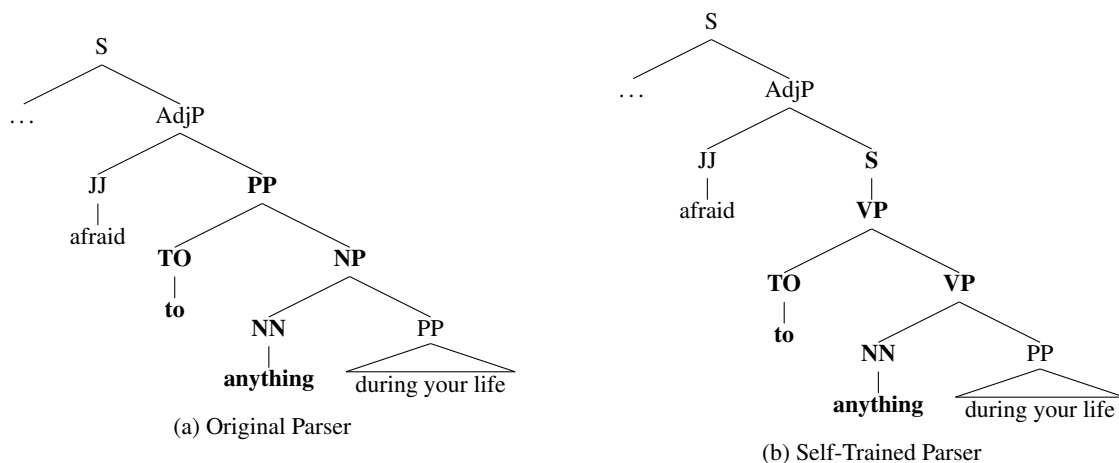 S
... AdjP
JJ PP
afraid
TO NP
to
NN PP
anything during your life
(a) Original Parser
S
... AdjP
JJ S
afraid VP
TO VP
to
NN PP
anything during your life
(b) Self-Trained Parser